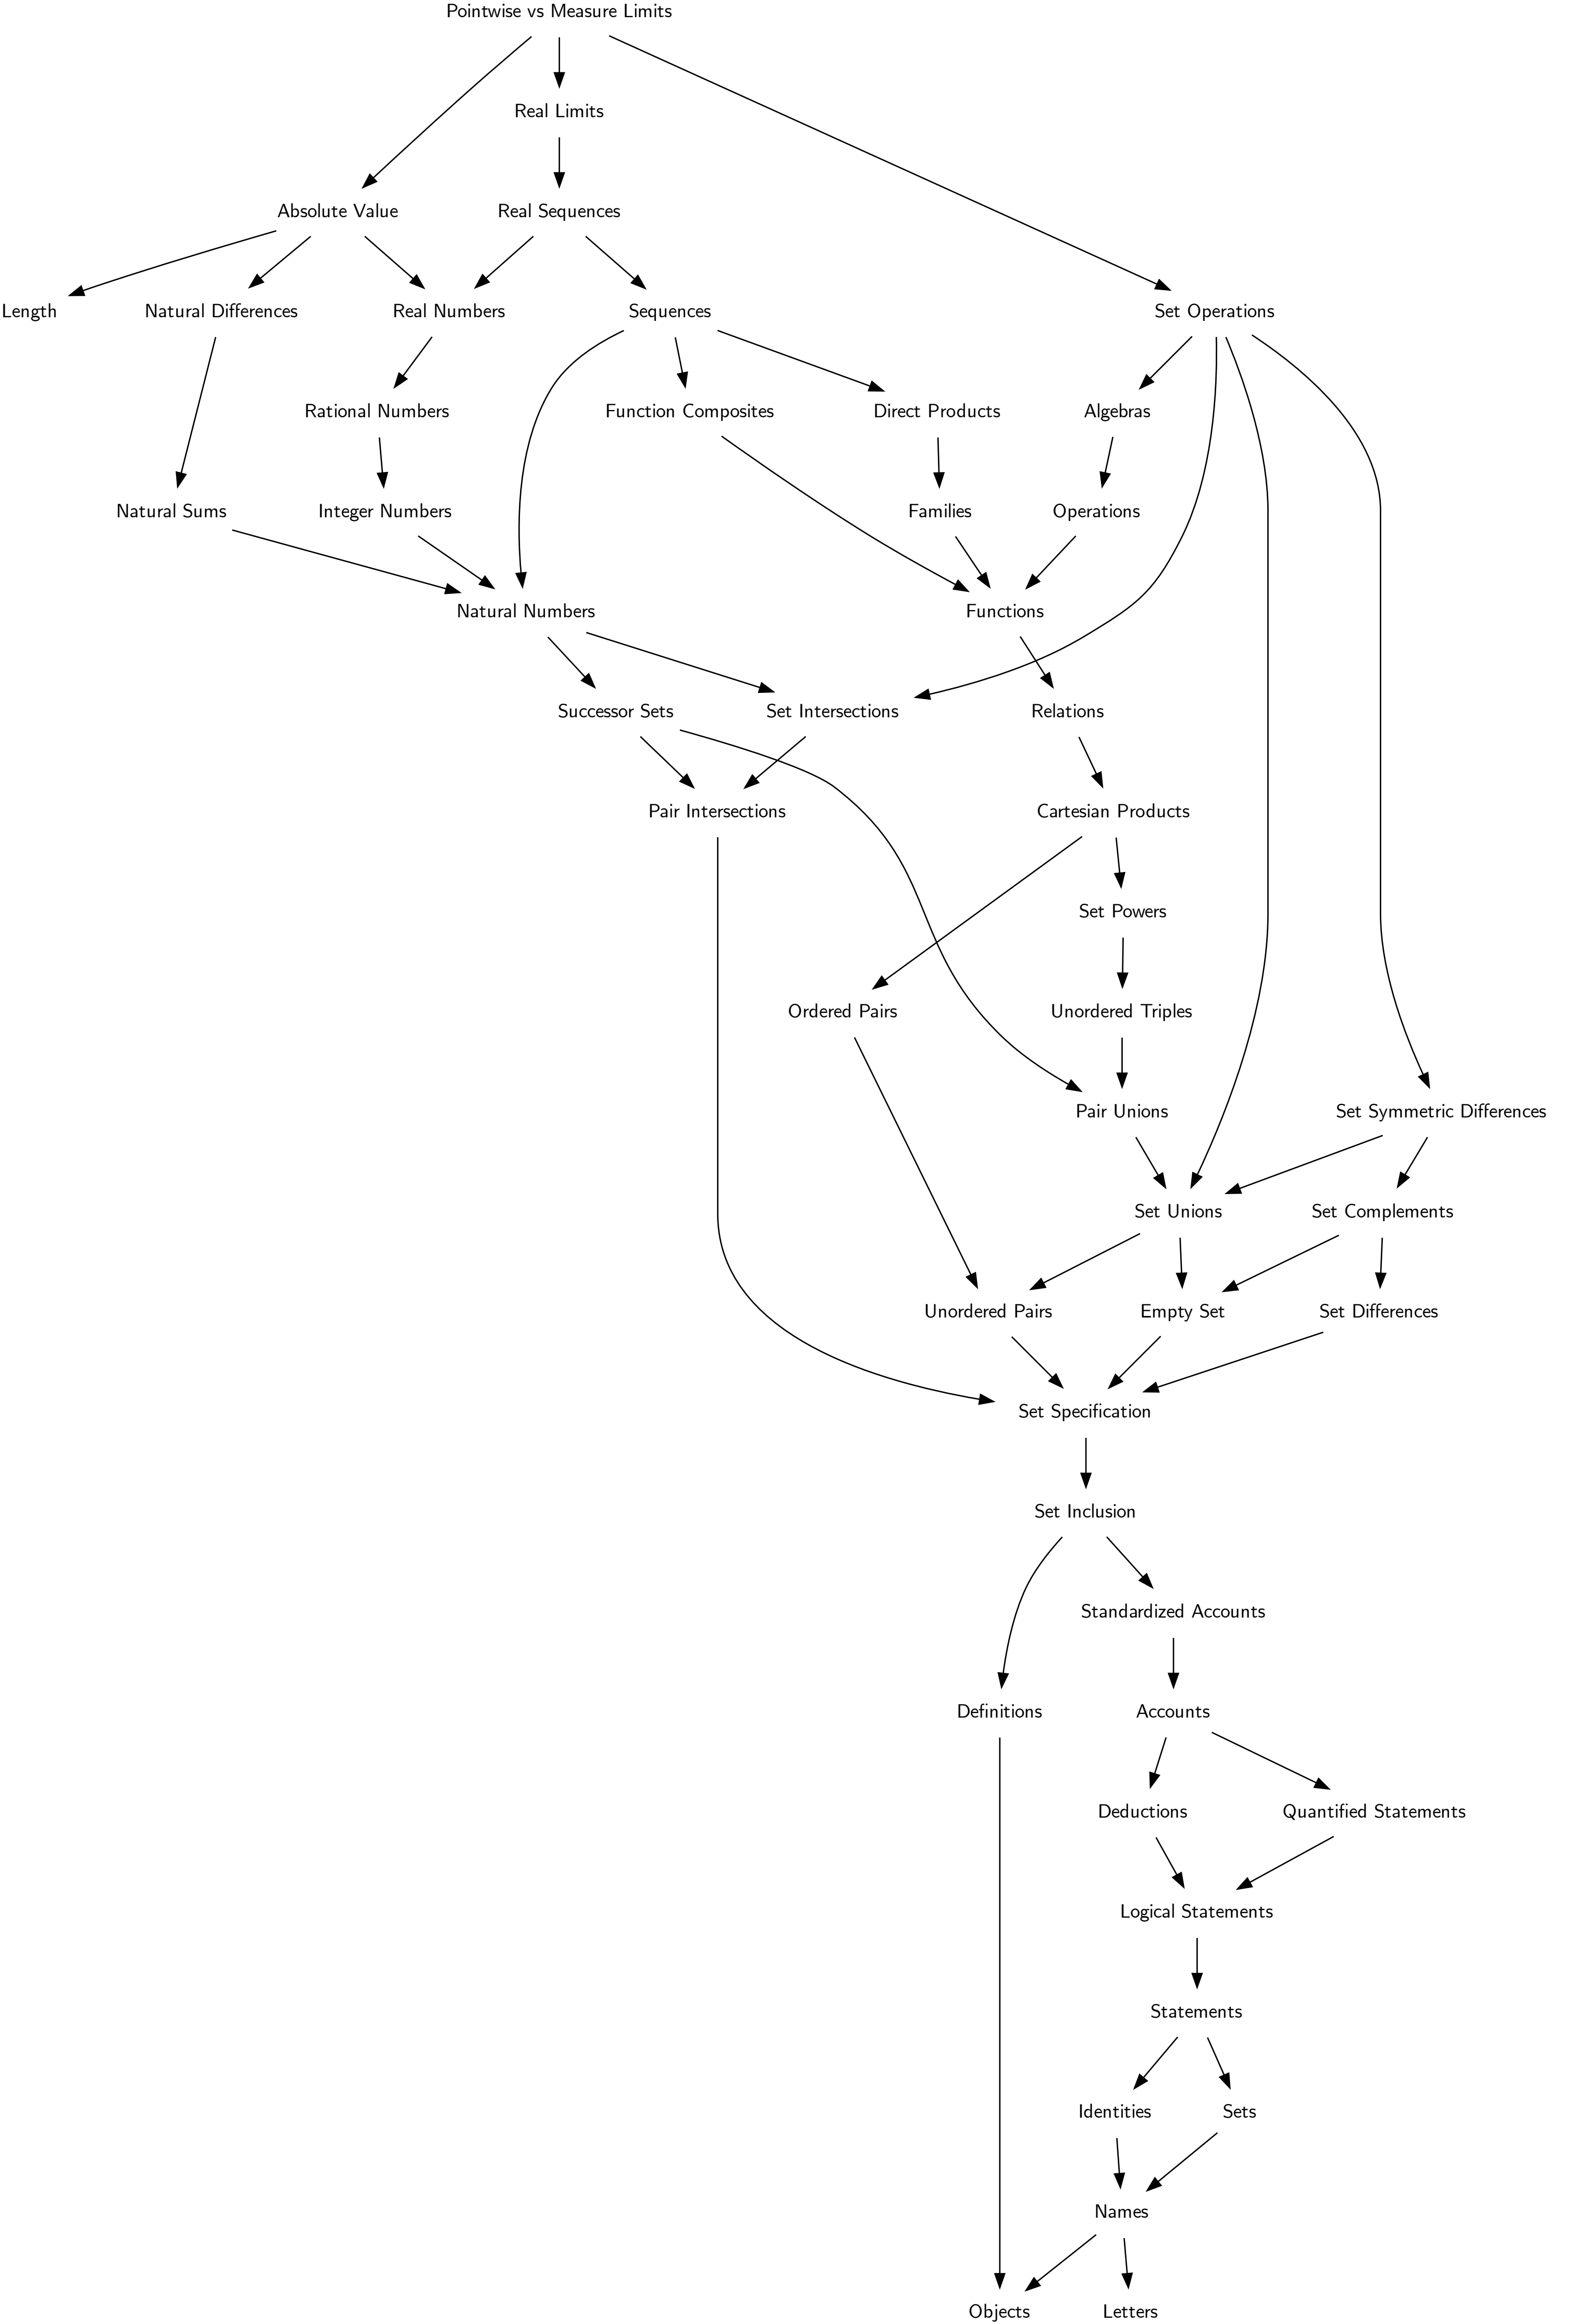 Pointwise vs Measure Limits
Real Limits
Absolute Value
Real Sequences
Length
Natural Differences
Real Numbers
Sequences
Set Operations
Rational Numbers
Function Composites
Direct Products
Algebras
Natural Sums
Integer Numbers
Families
Operations
Natural Numbers
Functions
Successor Sets
Set Intersections
Relations
Pair Intersections
Cartesian Products
Set Powers
Ordered Pairs
Unordered Triples
Pair Unions
Set Symmetric Differences
Set Unions
Set Complements
Unordered Pairs
Empty Set
Set Differences
Set Specification
Set Inclusion
Standardized Accounts
Definitions
Accounts
Deductions
Quantified Statements
Logical Statements
Statements
Identities
Sets
Names
Objects
Letters